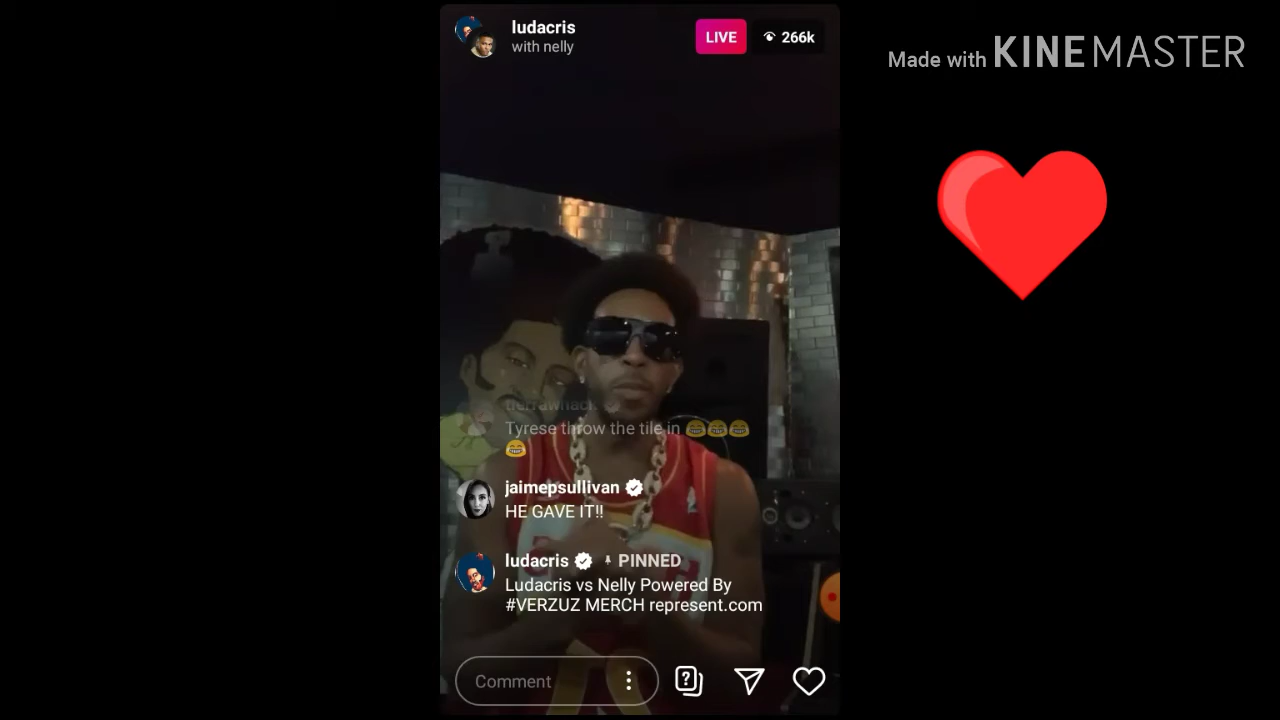 ludacris
with nelly
LIVE 266k
Made with KINEMASTER
tierrawhack
Tyrese throw the tile in 😂😂😂
😂
jaimepsullivan
HE GAVE IT!!
ludacris PINNED
Ludacris vs Nelly Powered By
#VERZUZ MERCH represent.com
Comment